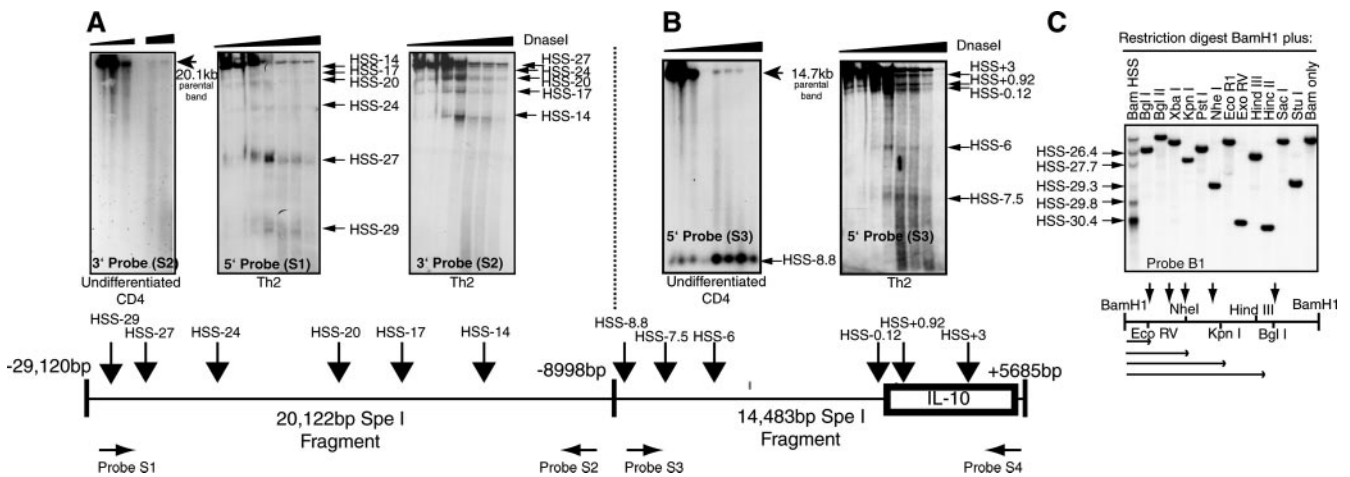 A
DnaseI
20.1kb
parental
band
HSS-14
HSS-17
HSS-20
HSS-24
HSS-27
HSS-29
HSS-27
HSS-24
HSS-20
HSS-17
HSS-14
3' Probe (S2)
5' Probe (S1)
3' Probe (S2)
Undifferentiated
CD4
Th2
Th2
B
DnaseI
14.7kb
parental
band
HSS+3
HSS+0.92
HSS-0.12
HSS-6
HSS-7.5
HSS-8.8
5' Probe (S3)
5' Probe (S3)
Undifferentiated
CD4
Th2
C
Restriction digest BamH1 plus:
Bam HSS
Bgl I
Bgl II
Xba I
Kpn I
Pst I
Nhe I
Eco R1
Exo RV
Hind III
Hinc II
Sac I
Stu I
Bam only
HSS-26.4
HSS-27.7
HSS-29.3
HSS-29.8
HSS-30.4
Probe B1
BamH1
NheI
Hind III
BamH1
Eco RV
Kpn I
Bgl I
HSS-29
HSS-27
HSS-24
HSS-20
HSS-17
HSS-14
HSS-8.8
HSS-7.5
HSS-6
HSS-0.12
HSS+0.92
HSS+3
-29,120bp
-8998bp
+5685bp
IL-10
20,122bp Spe I
Fragment
14,483bp Spe I
Fragment
Probe S1
Probe S2
Probe S3
Probe S4